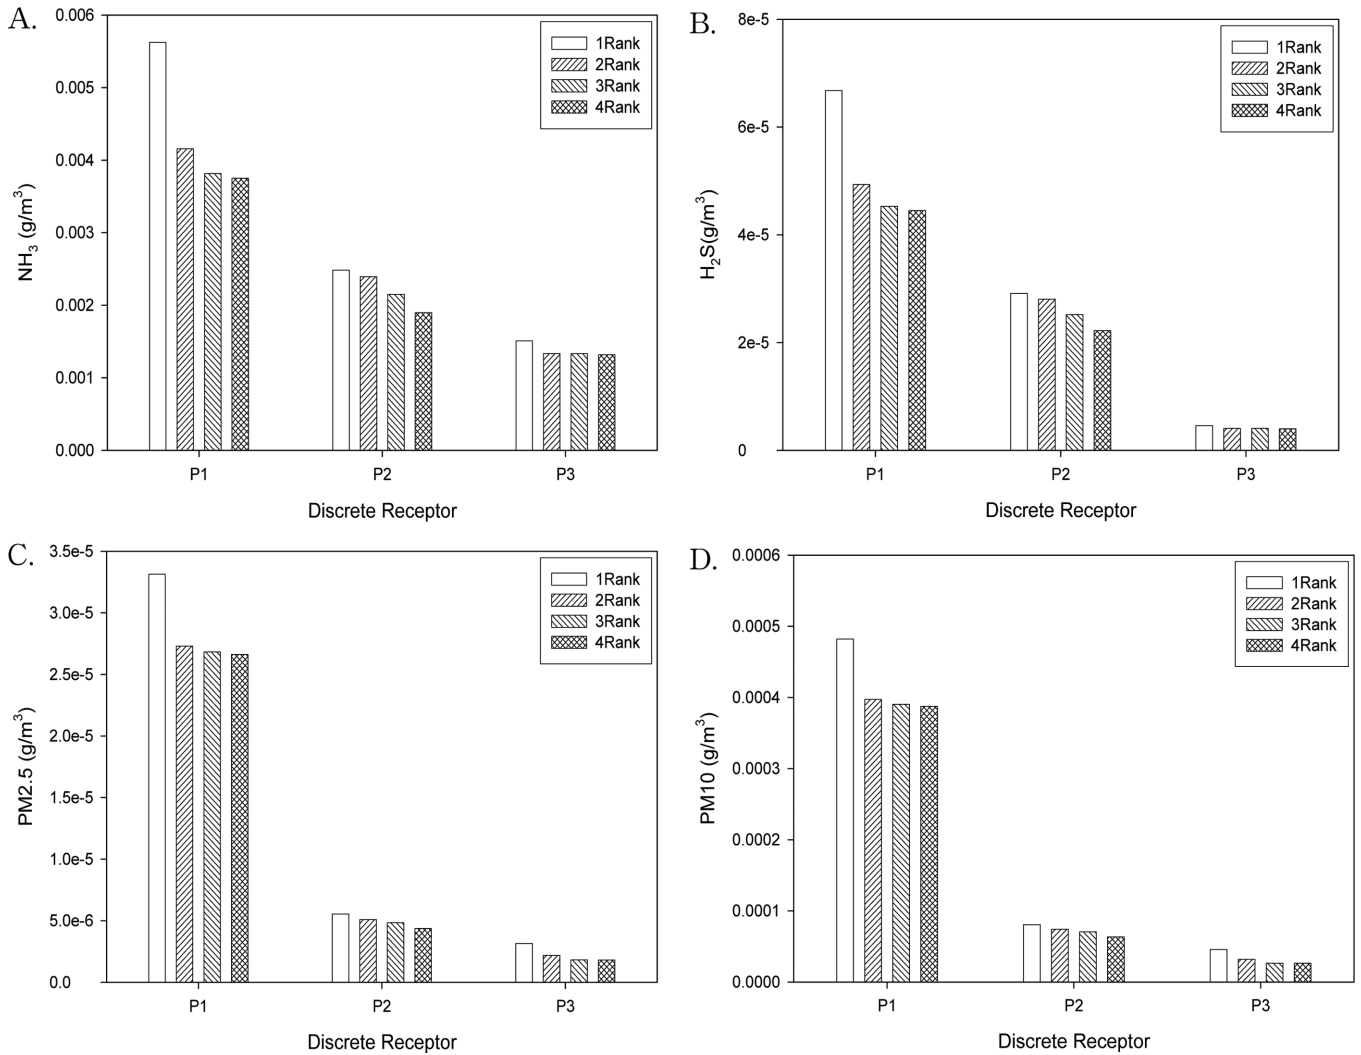 A.
0.006
0.005
0.004
0.003
0.002
0.001
0.000
NH3 (g/m3)
1Rank
2Rank
3Rank
4Rank
P1 P2 P3
Discrete Receptor
B.
8e-5
6e-5
4e-5
2e-5
0
H2S(g/m3)
1Rank
2Rank
3Rank
4Rank
P1 P2 P3
Discrete Receptor
C.
3.5e-5
3.0e-5
2.5e-5
2.0e-5
1.5e-5
1.0e-5
5.0e-6
0.0
PM2.5 (g/m3)
1Rank
2Rank
3Rank
4Rank
P1 P2 P3
Discrete Receptor
D.
0.0006
0.0005
0.0004
0.0003
0.0002
0.0001
0.0000
PM10 (g/m3)
1Rank
2Rank
3Rank
4Rank
P1 P2 P3
Discrete Receptor